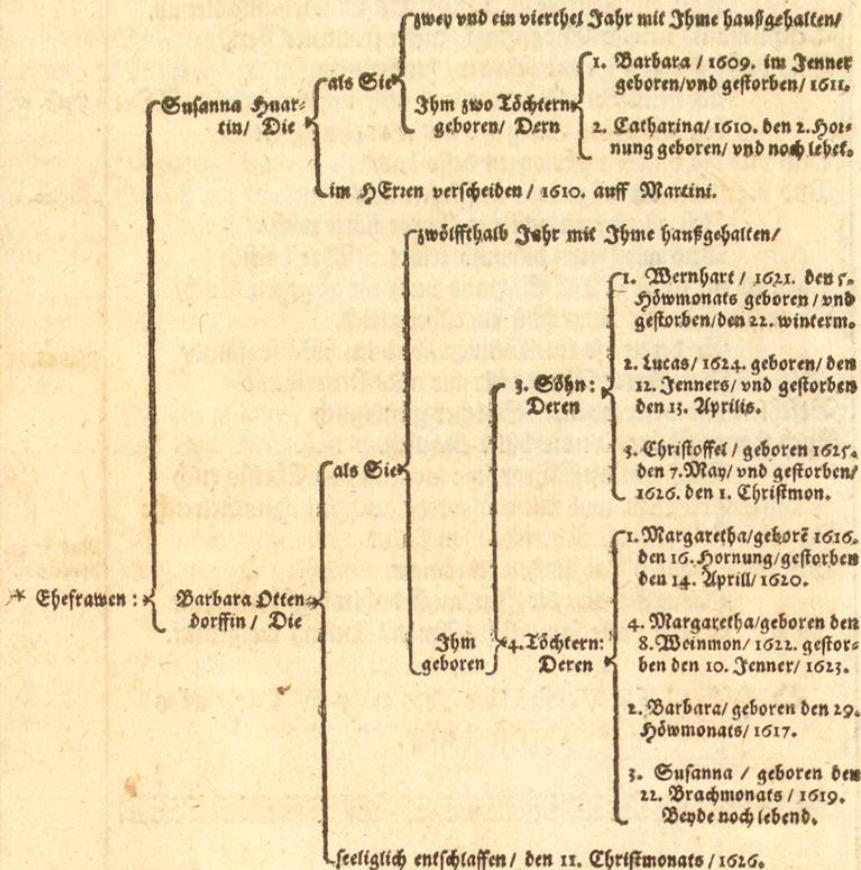 zwey vnd ein vierthel Jahr mit Ihme haußgehalten/
Susanna Huar-
tin/ Die
als Sie
Ihm zwo Töchtern
geboren/ Dern
1. Barbara / 1609. im Jenner
geboren/vnd gestorben / 1611.
2. Catharina/ 1610. den 2. Hor-
nung geboren/ vnd noch lebet.
im HErren verscheiden / 1610. auff Martini.
zwölffthalb Jahr mit Ihme haußgehalten/
1. Wernhart / 1621. den 5.
Höwmonats geboren / vnd
gestorben/den 22. winterm.
3. Söhn:
Deren
2. Lucas/ 1624. geboren/ den
12. Jenners/ vnd gestorben
den 13. Aprilis.
3. Christoffel / geboren 1625.
den 7. May/ vnd gestorben/
1626. den 1. Christmon.
als Sie
* Ehefrawen :
Barbara Otten-
dorffin / Die
Ihm
geboren
4. Töchtern:
Deren
1. Margaretha/geborē 1616.
den 16. Hornung/gestorben
den 14. Aprill/ 1620.
4. Margaretha/geboren den
8. Weinmon/ 1622. gestor-
ben den 10. Jenner/ 1623.
2. Barbara/ geboren den 29.
Höwmonats/ 1617.
3. Susanna / geboren den
22. Brachmonats / 1619.
Beyde noch lebend.
seeliglich entschlaffen/ den 11. Christmonats / 1626.